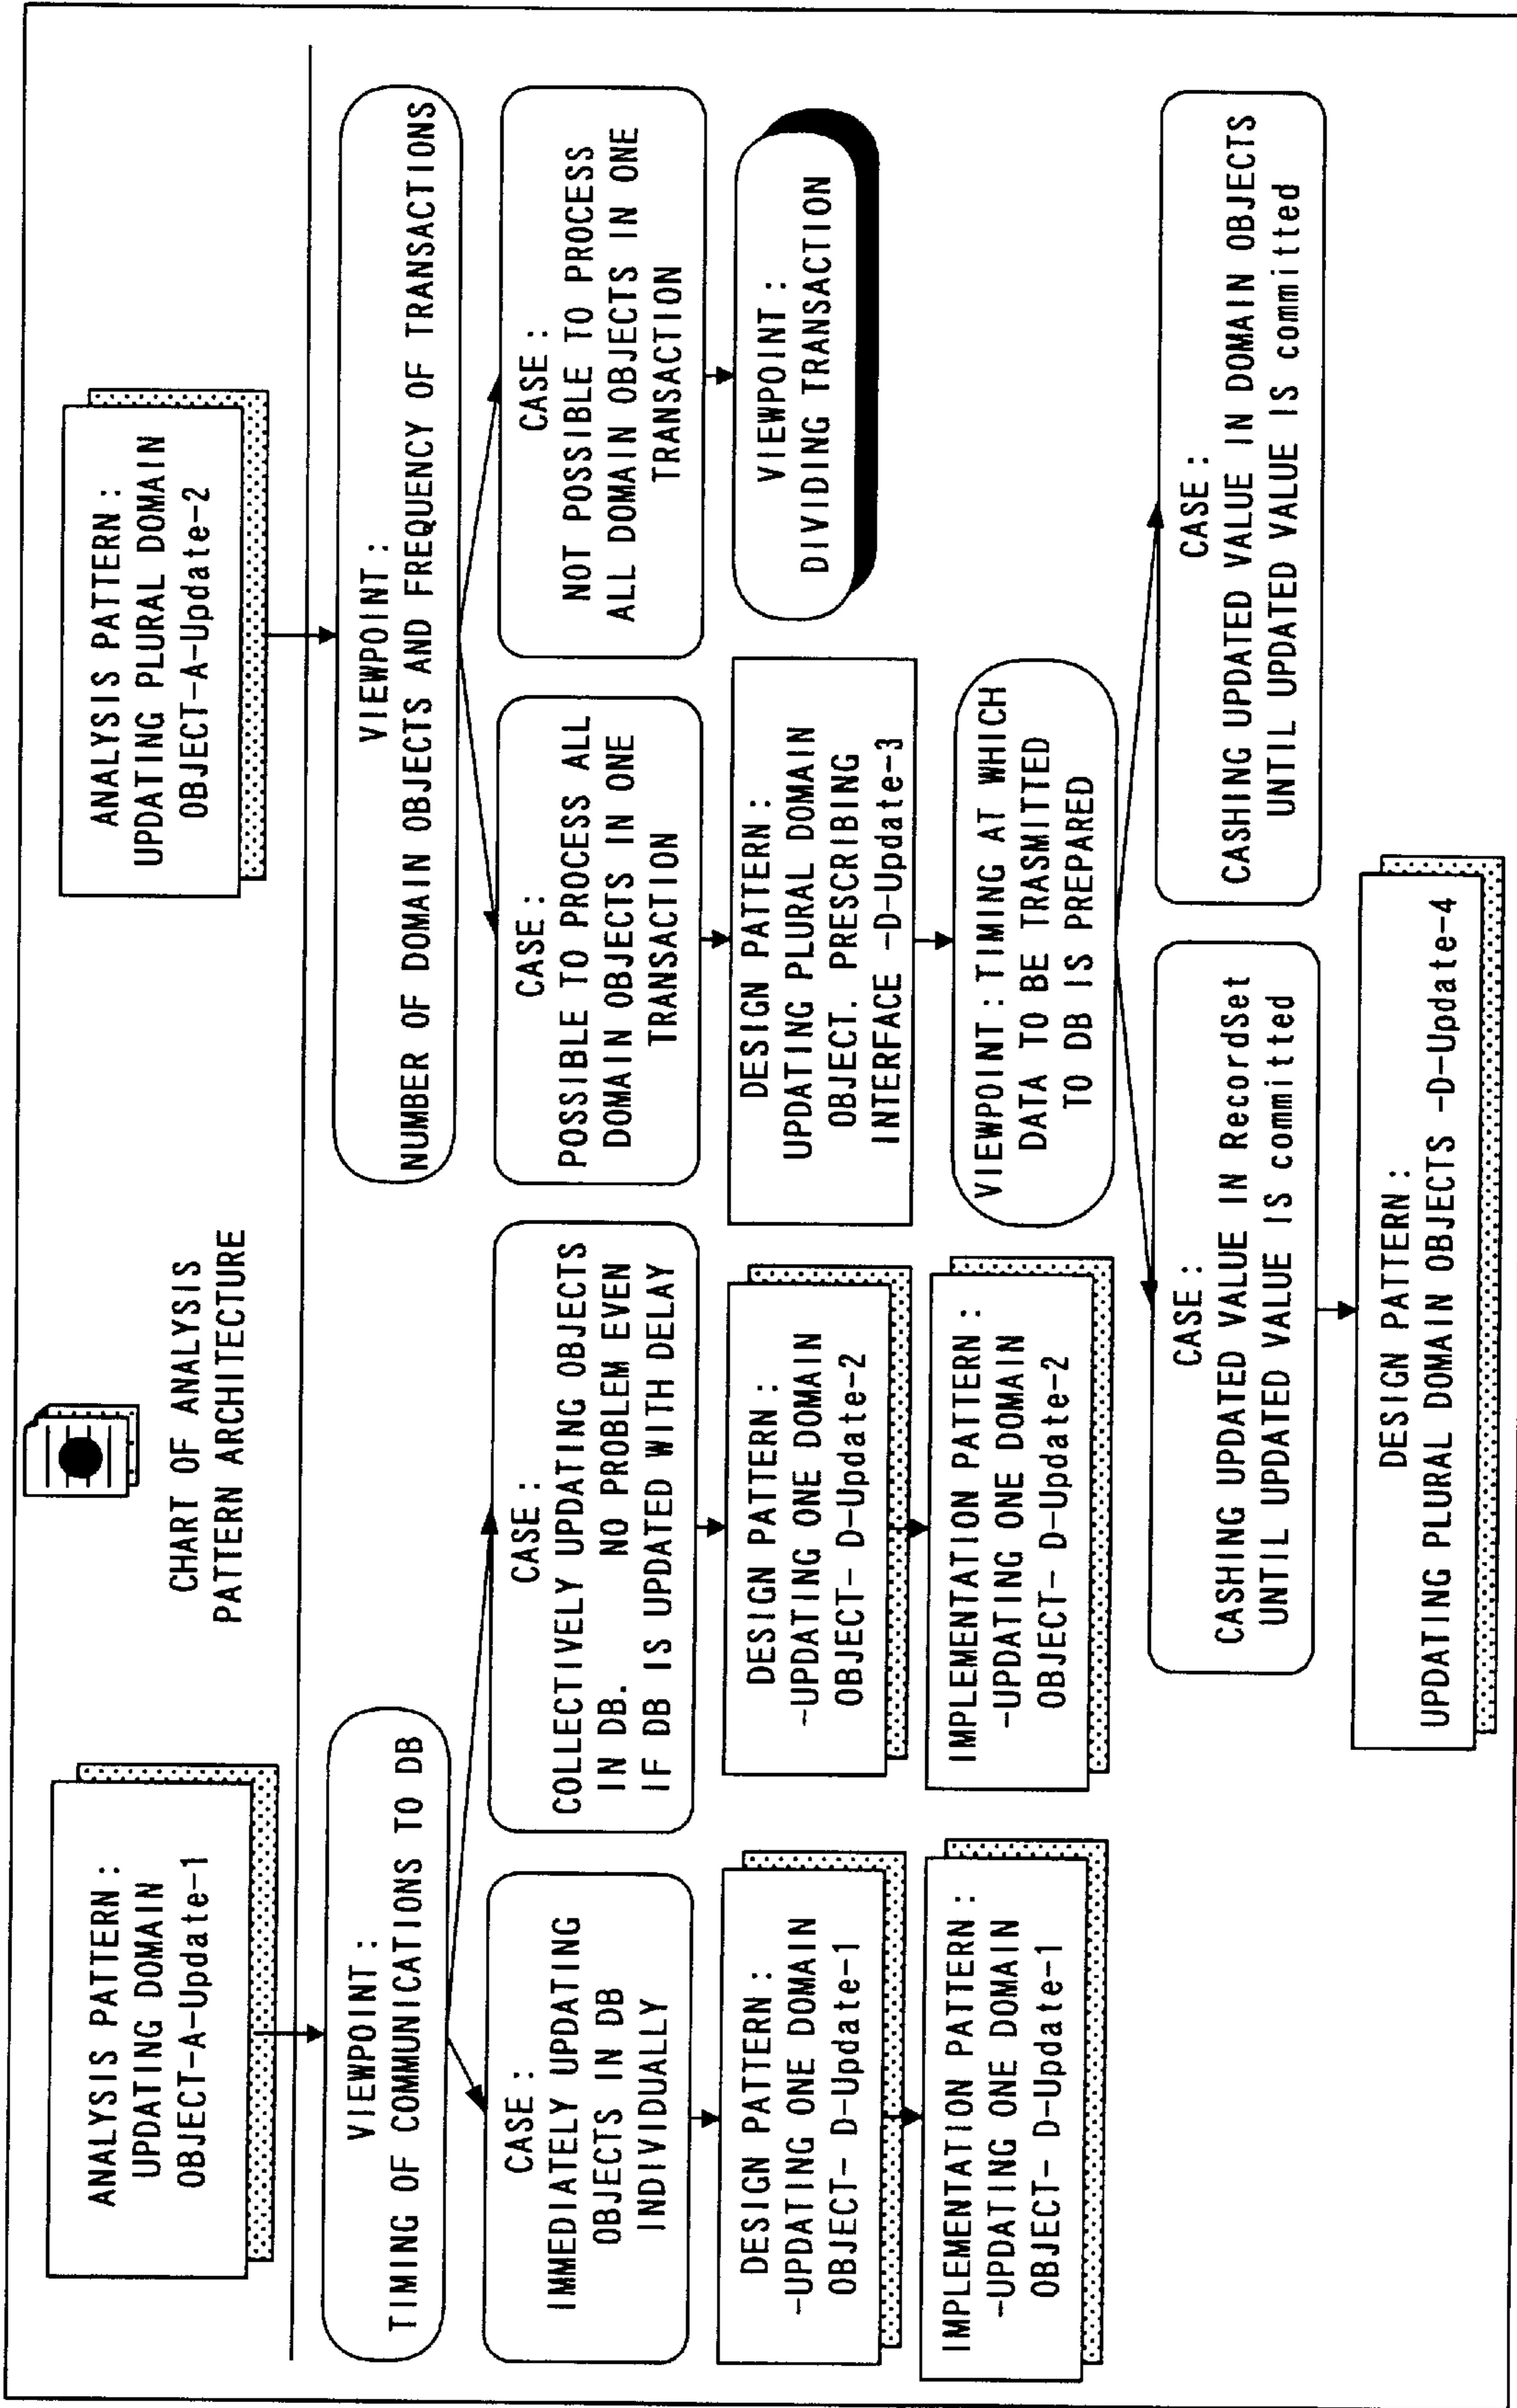 CHART OF ANALYSIS
PATTERN ARCHITECTURE
ANALYSIS PATTERN:
UPDATING DOMAIN
OBJECT-A-Update-1
ANALYSIS PATTERN:
UPDATING PLURAL DOMAIN
OBJECT-A-Update-2
VIEWPOINT:
TIMING OF COMMUNICATIONS TO DB
VIEWPOINT:
NUMBER OF DOMAIN OBJECTS AND FREQUENCY OF TRANSACTIONS
CASE:
IMMEDIATELY UPDATING
OBJECTS IN DB
INDIVIDUALLY
CASE:
COLLECTIVELY UPDATING OBJECTS
IN DB. NO PROBLEM EVEN
IF DB IS UPDATED WITH DELAY
CASE:
POSSIBLE TO PROCESS ALL
DOMAIN OBJECTS IN ONE
TRANSACTION
CASE:
NOT POSSIBLE TO PROCESS
ALL DOMAIN OBJECTS IN ONE
TRANSACTION
DESIGN PATTERN:
-UPDATING ONE DOMAIN
OBJECT- D-Update-1
DESIGN PATTERN:
-UPDATING ONE DOMAIN
OBJECT- D-Update-2
DESIGN PATTERN:
UPDATING PLURAL DOMAIN
OBJECT. PRESCRIBING
INTERFACE -D-Update-3
VIEWPOINT:
DIVIDING TRANSACTION
IMPLEMENTATION PATTERN:
-UPDATING ONE DOMAIN
OBJECT- D-Update-1
IMPLEMENTATION PATTERN:
-UPDATING ONE DOMAIN
OBJECT- D-Update-2
VIEWPOINT: TIMING AT WHICH
DATA TO BE TRASMITTED
TO DB IS PREPARED
CASE:
CASHING UPDATED VALUE IN RecordSet
UNTIL UPDATED VALUE IS committed
CASE:
CASHING UPDATED VALUE IN DOMAIN OBJECTS
UNTIL UPDATED VALUE IS committed
DESIGN PATTERN:
UPDATING PLURAL DOMAIN OBJECTS -D-Update-4